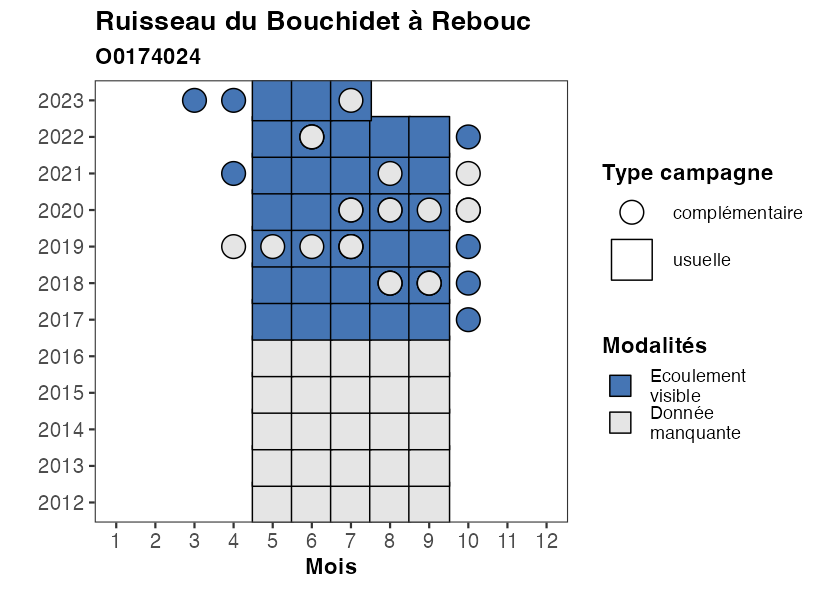 Ruisseau du Bouchidet à Rebouc
O0174024
2023
2022
2021
2020
2019
2018
2017
2016
2015
2014
2013
2012
1 2 3 4 5 6 7 8 9 10 11 12
Mois
Type campagne
complémentaire
usuelle
Modalités
Ecoulement
visible
Donnée
manquante